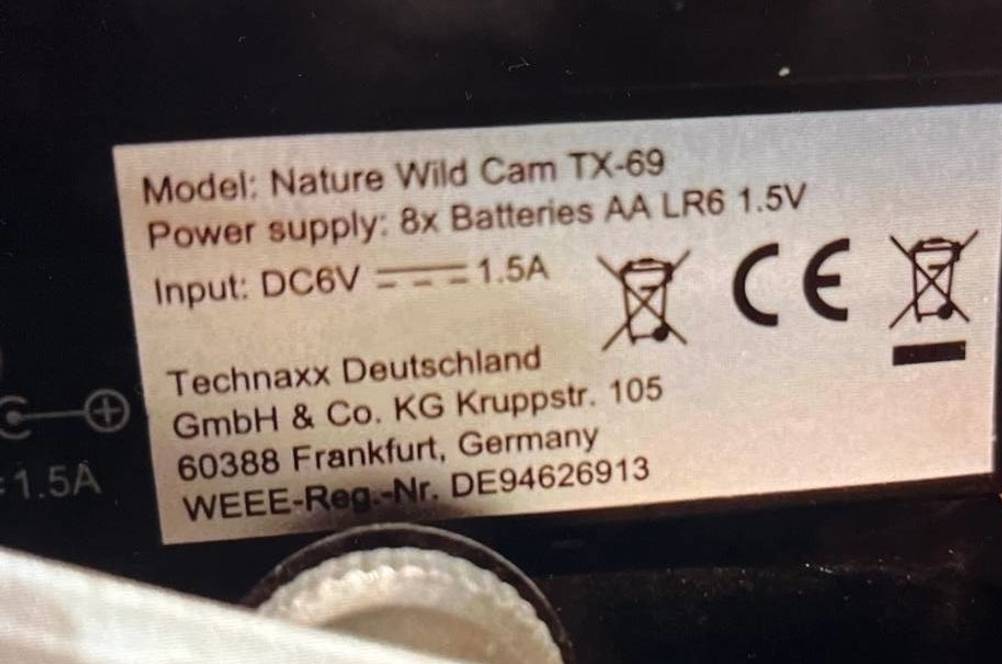 Model: Nature Wild Cam TX-69
Power supply: 8x Batteries AA LR6 1.5V
Input: DC6V 1.5A
CE
Technaxx Deutschland
GmbH & Co. KG Kruppstr. 105
60388 Frankfurt, Germany
WEEE-Reg.-Nr. DE94626913
1.5A